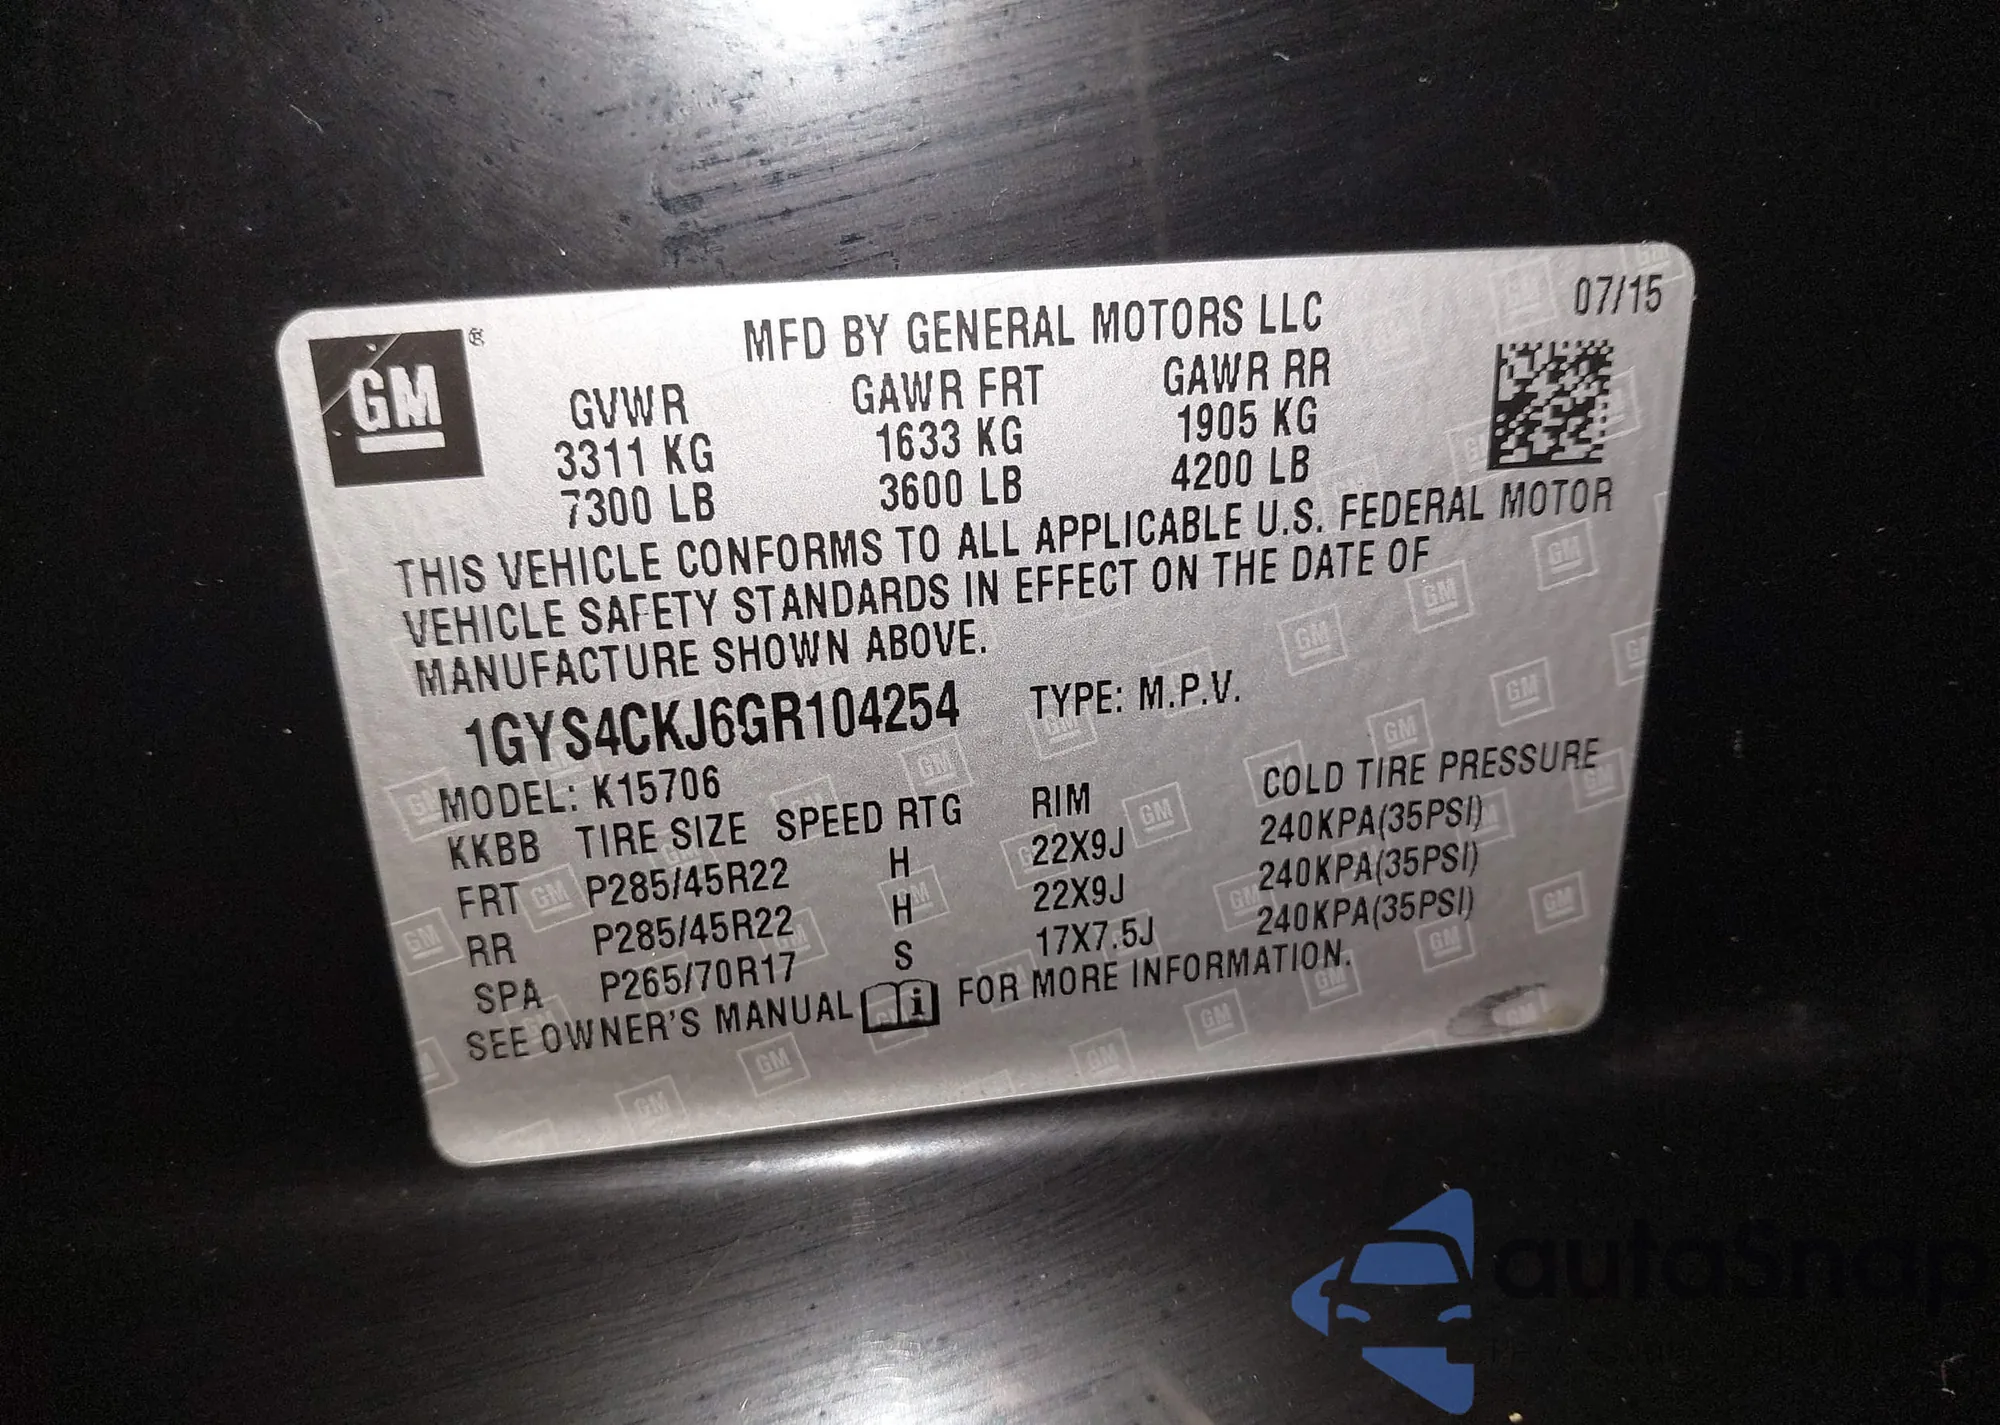 07/15
MFD BY GENERAL MOTORS LLC
GM ®
GVWR GAWR FRT GAWR RR
3311 KG 1633 KG 1905 KG
7300 LB 3600 LB 4200 LB
THIS VEHICLE CONFORMS TO ALL APPLICABLE U.S. FEDERAL MOTOR
VEHICLE SAFETY STANDARDS IN EFFECT ON THE DATE OF
MANUFACTURE SHOWN ABOVE.
1GYS4CKJ6GR104254 TYPE: M.P.V.
MODEL: K15706
KKBB TIRE SIZE SPEED RTG RIM COLD TIRE PRESSURE
FRT P285/45R22 H 22X9J 240KPA(35PSI)
RR P285/45R22 H 22X9J 240KPA(35PSI)
SPA P265/70R17 S 17X7.5J 240KPA(35PSI)
SEE OWNER'S MANUAL i FOR MORE INFORMATION.
autoSnap